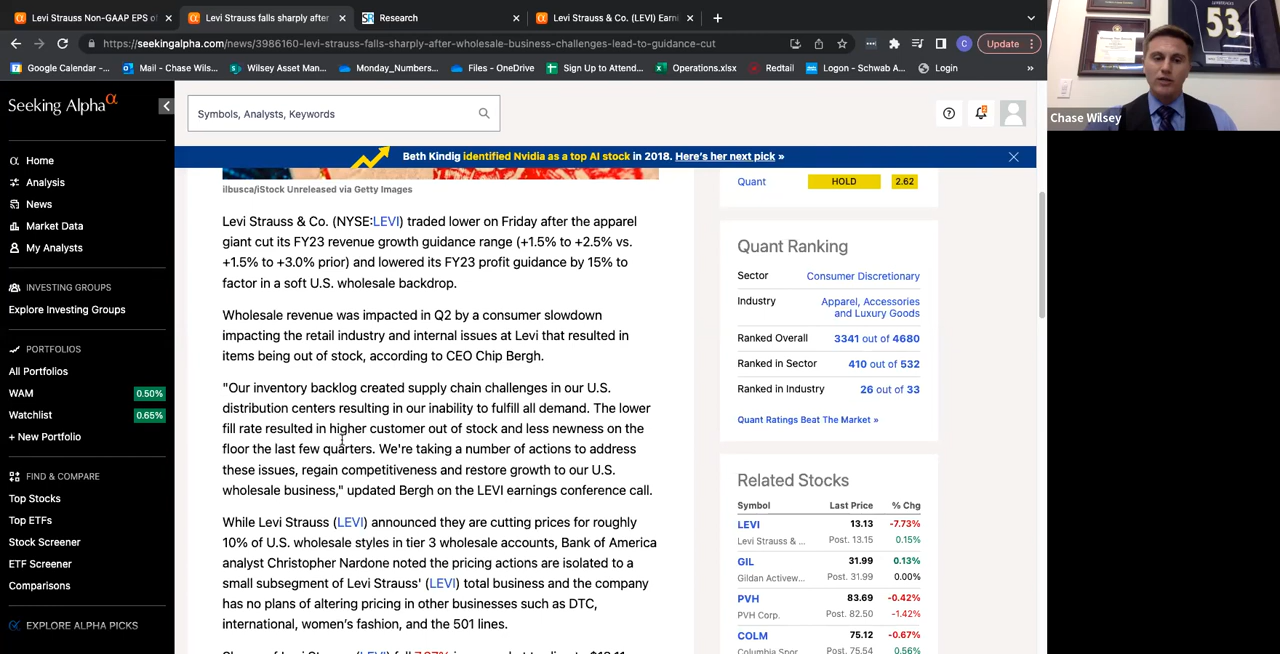 Levi Strauss Non-GAAP EPS of
Levi Strauss falls sharply after
Research
Levi Strauss & Co. (LEVI) Earni
https://seekingalpha.com/news/3986160-levi-strauss-falls-sharply-after-wholesale-business-challenges-lead-to-guidance-cut
C
Update
Google Calendar -...
Mail - Chase Wils...
Wilsey Asset Man...
Monday_Numbers...
Wilsey - OneDrive
Sign Up to Attend...
Operations.xlsx
Redtail
Logon - Schwab A...
Login
»
53
Chase Wilsey
Seeking Alpha α
Symbols, Analysts, Keywords
Beth Kindig identified Nvidia as a top AI stock in 2018. Here's her next pick »
Home
Analysis
News
Market Data
My Analysts
INVESTING GROUPS
Explore Investing Groups
PORTFOLIOS
All Portfolios
WAM 0.50%
Watchlist 0.65%
+ New Portfolio
FIND & COMPARE
Top Stocks
Top ETFs
Stock Screener
ETF Screener
Comparisons
EXPLORE ALPHA PICKS
ilbusca/iStock Unreleased via Getty Images
Levi Strauss & Co. (NYSE:LEVI) traded lower on Friday after the apparel
giant cut its FY23 revenue growth guidance range (+1.5% to +2.5% vs.
+1.5% to +3.0% prior) and lowered its FY23 profit guidance by 15% to
factor in a soft U.S. wholesale backdrop.
Wholesale revenue was impacted in Q2 by a consumer slowdown
impacting the retail industry and internal issues at Levi that resulted in
items being out of stock, according to CEO Chip Bergh.
"Our inventory backlog created supply chain challenges in our U.S.
distribution centers resulting in our inability to fulfill all demand. The lower
fill rate resulted in higher customer out of stock and less newness on the
floor the last few quarters. We're taking a number of actions to address
these issues, regain competitiveness and restore growth to our U.S.
wholesale business," updated Bergh on the LEVI earnings conference call.
While Levi Strauss (LEVI) announced they are cutting prices for roughly
10% of U.S. wholesale styles in tier 3 wholesale accounts, Bank of America
analyst Christopher Nardone noted the pricing actions are isolated to a
small subsegment of Levi Strauss' (LEVI) total business and the company
has no plans of altering pricing in other businesses such as DTC,
international, women's fashion, and the 501 lines.
Quant HOLD 2.62
Quant Ranking
Sector Consumer Discretionary
Industry Apparel, Accessories
and Luxury Goods
Ranked Overall 3341 out of 4680
Ranked in Sector 410 out of 532
Ranked in Industry 26 out of 33
Quant Ratings Beat The Market »
Related Stocks
Symbol Last Price % Chg
LEVI 13.13 -7.73%
Levi Strauss & ... Post. 13.15 0.15%
GIL 31.99 0.13%
Gildan Activew... Post. 31.99 0.00%
PVH 83.69 -0.42%
PVH Corp. Post. 82.50 -1.42%
COLM 75.12 -0.67%
Columbia Spor... Post. 75.54 0.56%